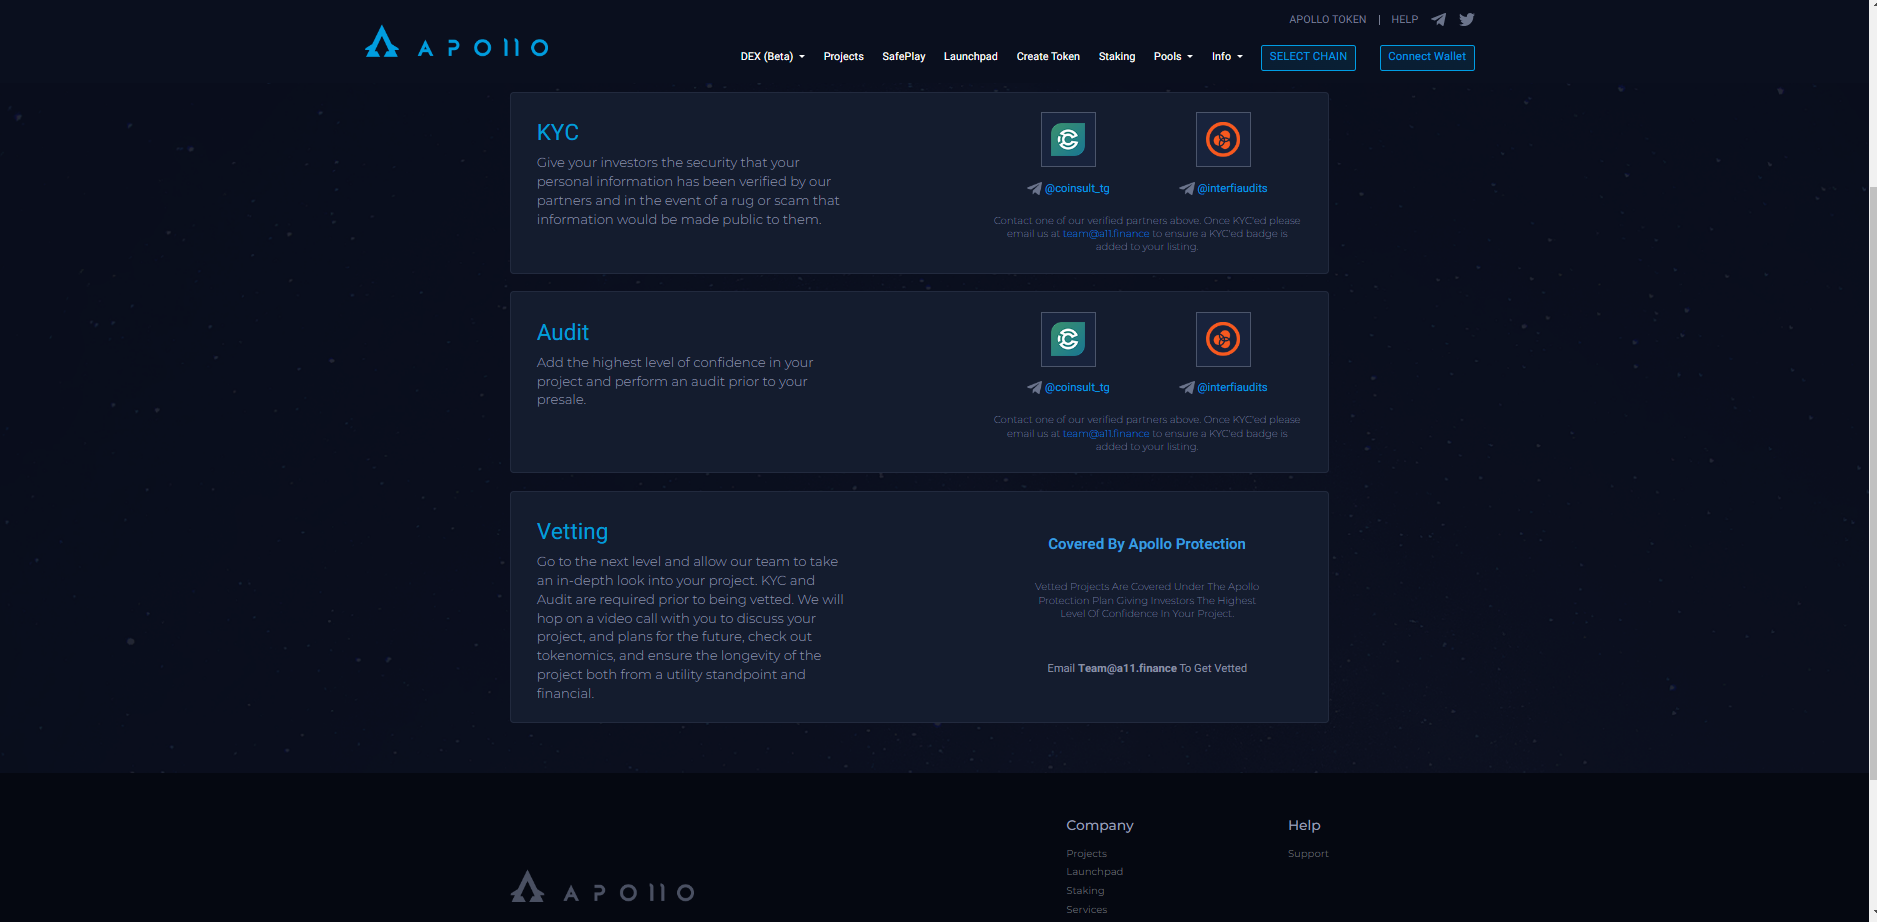 APOLLO TOKEN | HELP
APOLLO
DEX (Beta) Projects SafePlay Launchpad Create Token Staking Pools Info SELECT CHAIN Connect Wallet
KYC
Give your investors the security that your
personal information has been verified by our
partners and in the event of a rug or scam that
information would be made public to them.
@coinsult_tg @interfiaudits
Contact one of our verified partners above. Once KYC'ed please
email us at team@a11.finance to ensure a KYC'ed badge is
added to your listing.
Audit
Add the highest level of confidence in your
project and perform an audit prior to your
presale.
@coinsult_tg @interfiaudits
Contact one of our verified partners above. Once KYC'ed please
email us at team@a11.finance to ensure a KYC'ed badge is
added to your listing.
Vetting
Go to the next level and allow our team to take
an in-depth look into your project. KYC and
Audit are required prior to being vetted. We will
hop on a video call with you to discuss your
project, and plans for the future, check out
tokenomics, and ensure the longevity of the
project both from a utility standpoint and
financial.
Covered By Apollo Protection
Vetted Projects Are Covered Under The Apollo
Protection Plan Giving Investors The Highest
Level Of Confidence In Your Project.
Email Team@a11.finance To Get Vetted
APOLLO
Company
Projects
Launchpad
Staking
Services
Help
Support